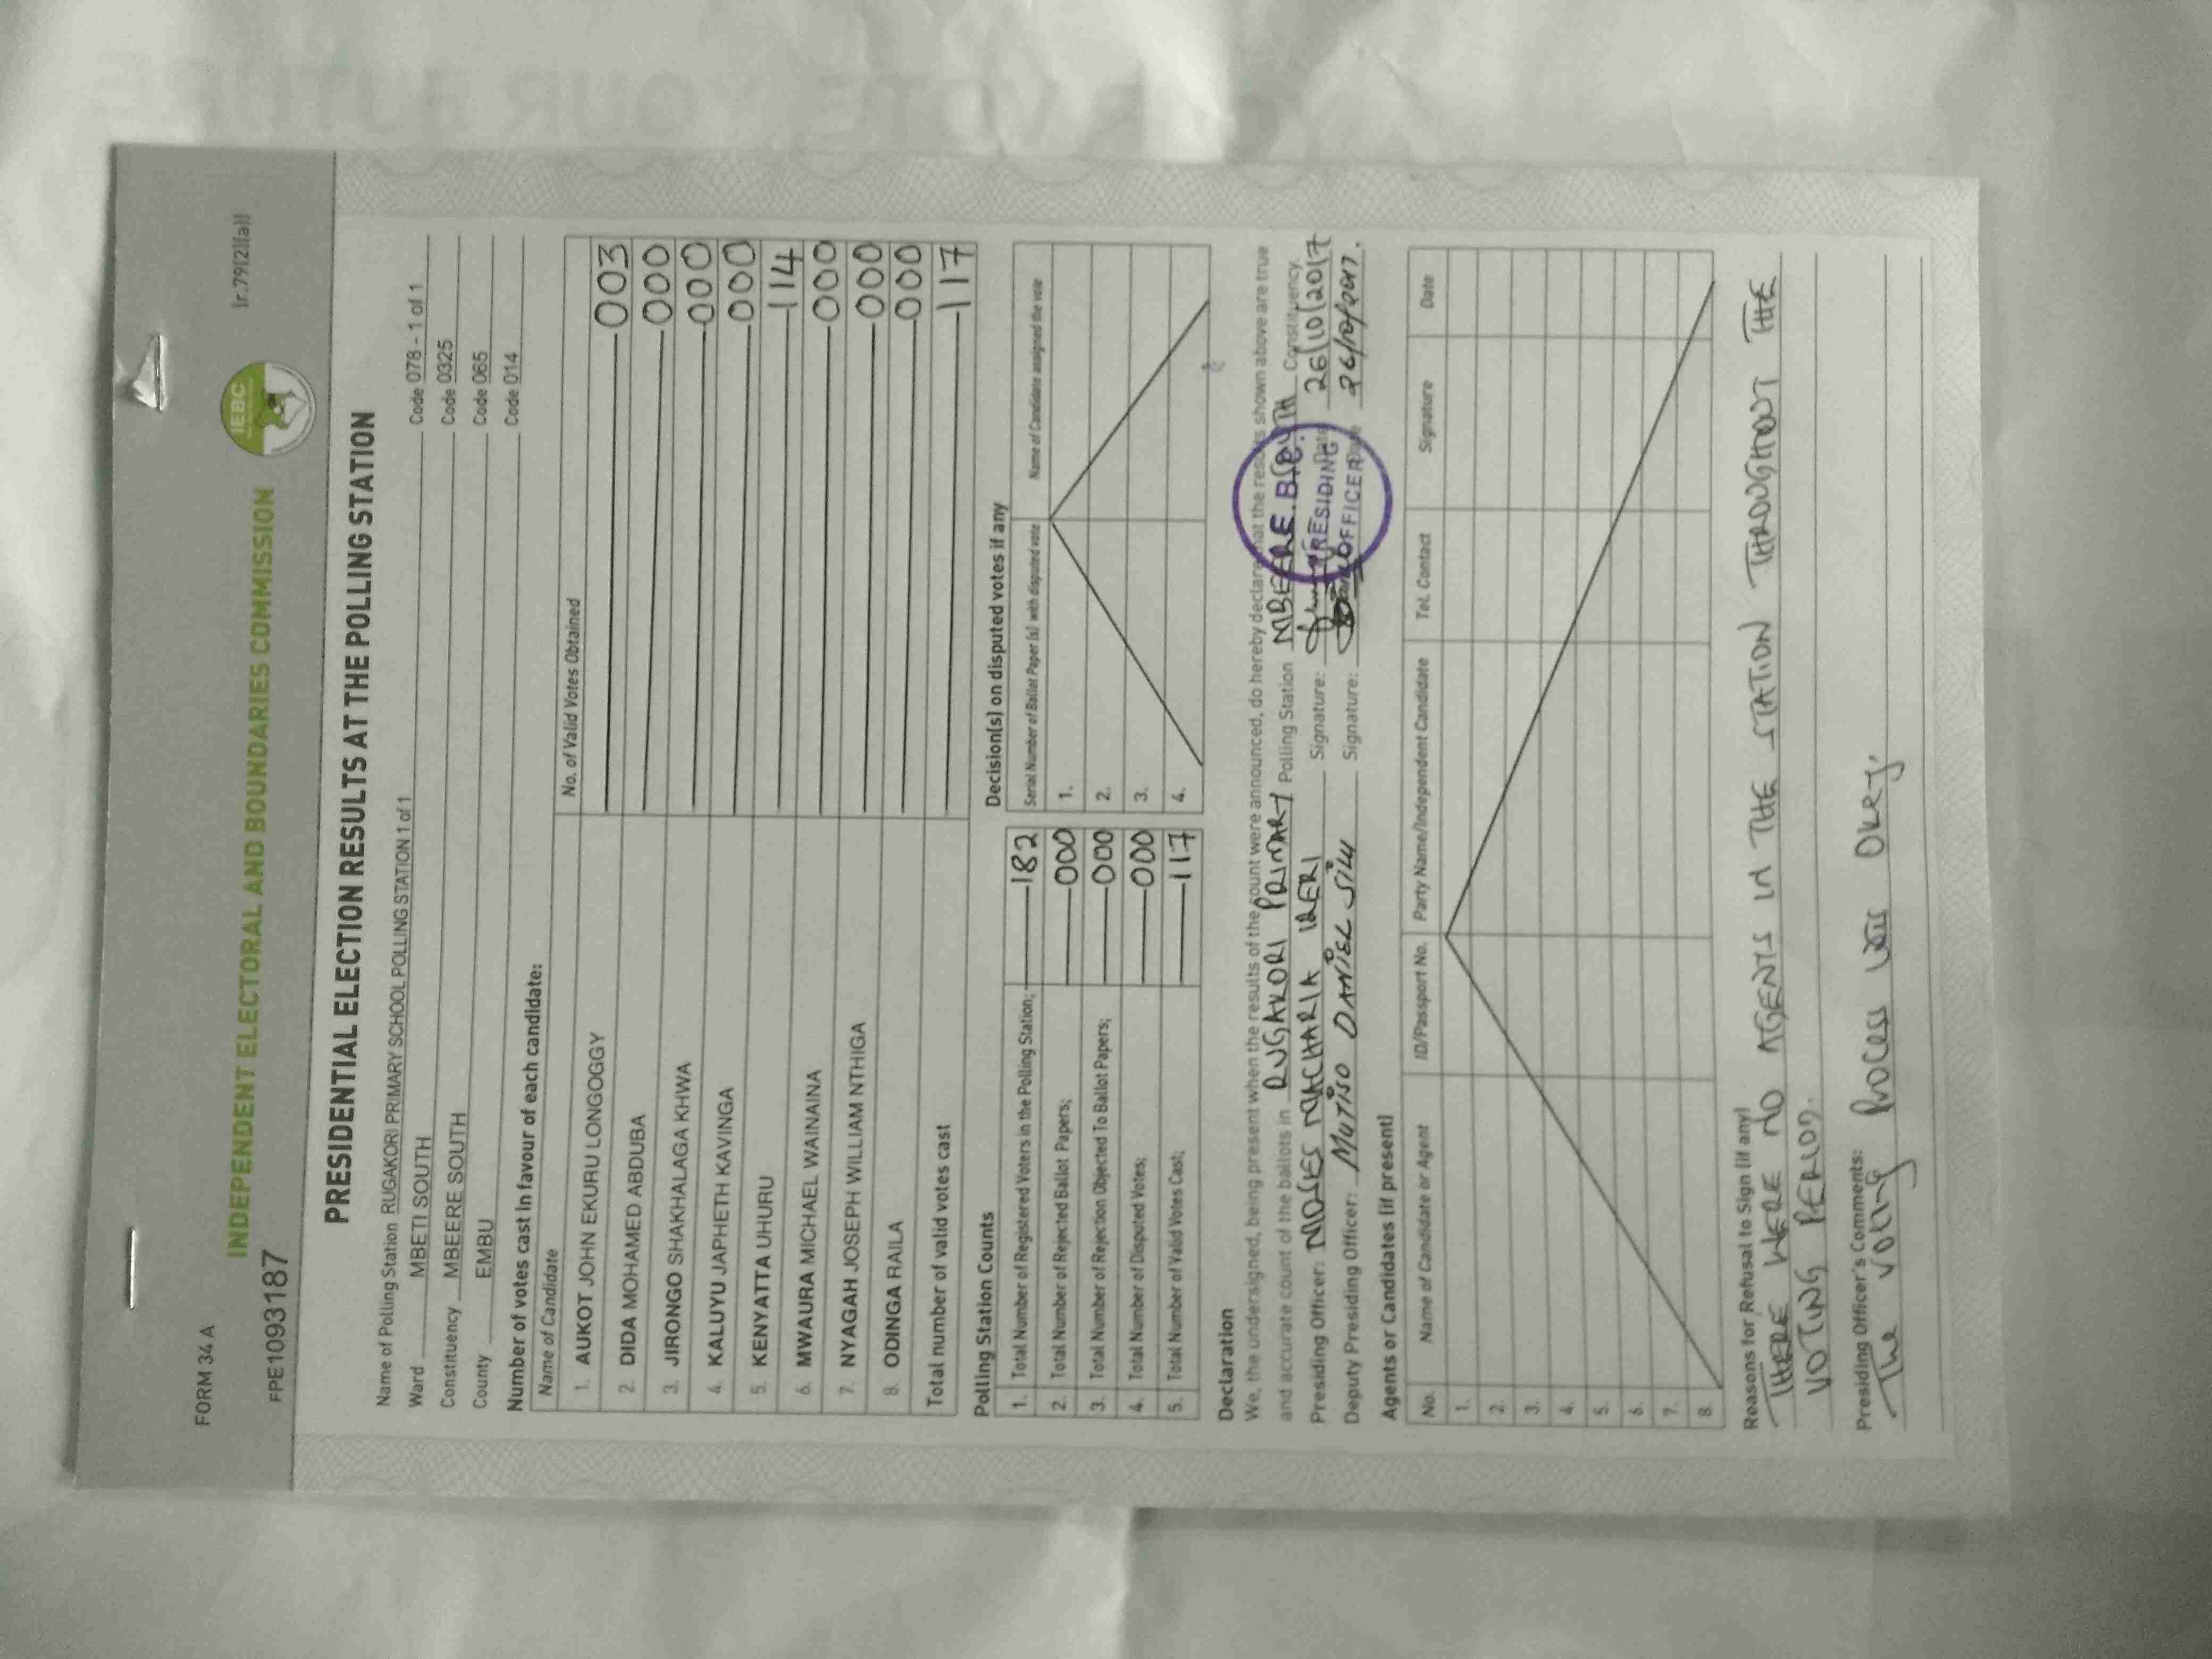 FORM 34 A
(r.79(2)(a))
IEBC
INDEPENDENT ELECTORAL AND BOUNDARIES COMMISSION
FPE1093187
PRESIDENTIAL ELECTION RESULTS AT THE POLLING STATION
Name of Polling Station RUGAKORI PRIMARY SCHOOL POLLING STATION 1 of 1 Code 078 - 1 of 1
Ward MBETI SOUTH Code 0325
Constituency MBEERE SOUTH Code 065
County EMBU Code 014
Number of votes cast in favour of each candidate:
Name of Candidate No. of Valid Votes Obtained
1. AUKOT JOHN EKURU LONGOGGY 003
2. DIDA MOHAMED ABDUBA 000
3. JIRONGO SHAKHALAGA KHWA 000
4. KALUYU JAPHETH KAVINGA 000
5. KENYATTA UHURU 114
6. MWAURA MICHAEL WAINAINA 000
7. NYAGAH JOSEPH WILLIAM NTHIGA 000
8. ODINGA RAILA 000
Total number of valid votes cast 117
Polling Station Counts
1. Total Number of Registered Voters in the Polling Station; 182
2. Total Number of Rejected Ballot Papers; 000
3. Total Number of Rejection Objected To Ballot Papers; 000
4. Total Number of Disputed Votes; 000
5. Total Number of Valid Votes Cast; 117
Decision(s) on disputed votes if any
Serial Number of Ballot Paper (s) with disputed vote Name of Candidate assigned the vote
1.
2.
3.
4.
Declaration
We, the undersigned, being present when the results of the count were announced, do hereby declare that the results shown above are true
and accurate count of the ballots in RUGAKORI PRIMARY Polling Station MBEERE SOUTH Constituency
Presiding Officer: MOSES MACHARIA IRERI Signature: Date 26/10/2017
Deputy Presiding Officer: MUTISO DANIEL Signature: Date 26/10/2017.
PRESIDING
OFFICER
Agents or Candidates (if present)
No. Name of Candidate or Agent ID/Passport No. Party Name/Independent Candidate Tel. Contact Signature Date
1.
2.
3.
4.
5.
6.
7.
8.
Reasons for Refusal to Sign (if any)
THERE WERE NO AGENTS IN THE STATION THROUGHOUT THE
VOTING PERIOD.
Presiding Officer's Comments:
The voting Process was OKRY.